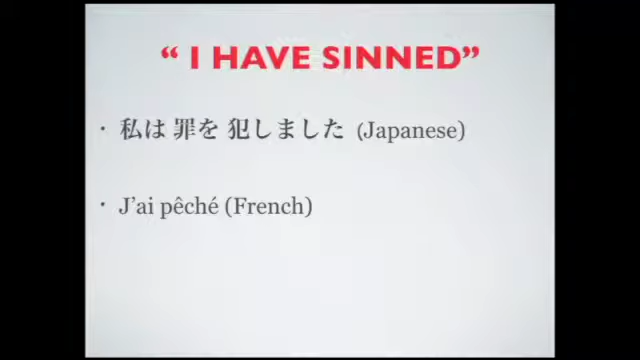 “ I HAVE SINNED”
• 私は 罪を 犯しました (Japanese)
• J’ai pêché (French)